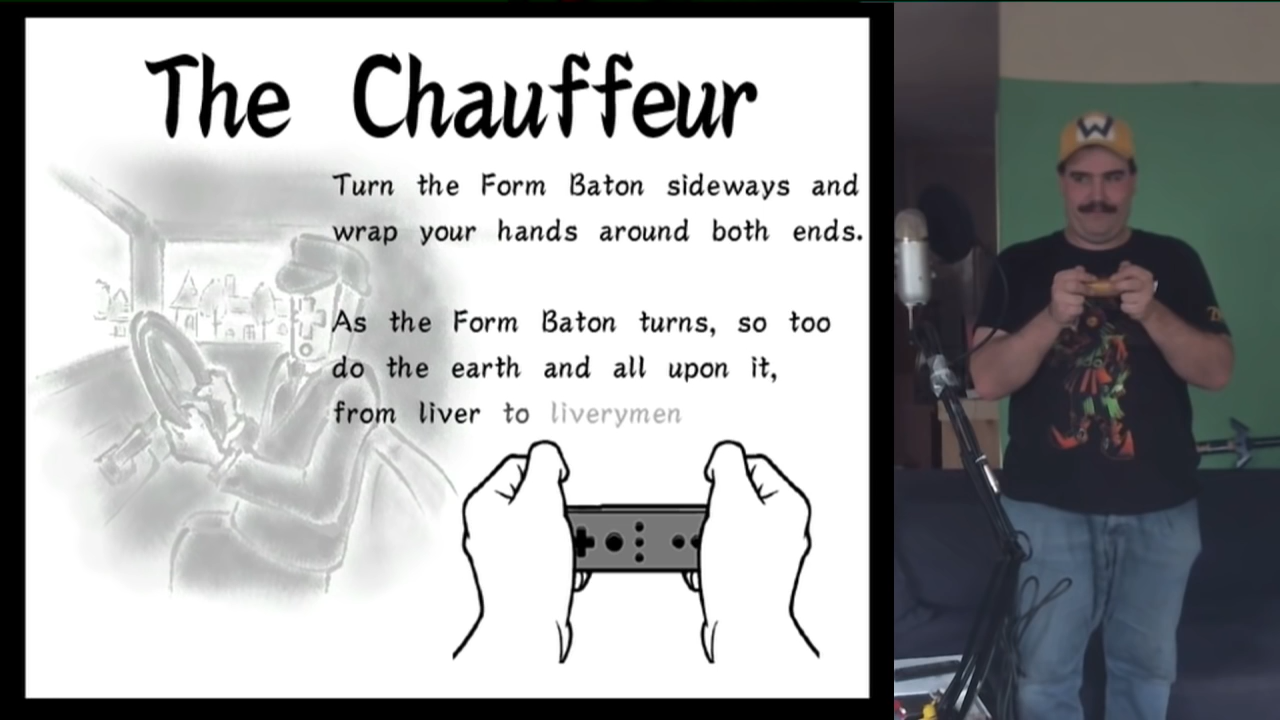 The Chauffeur
Turn the Form Baton sideways and
wrap your hands around both ends.
As the Form Baton turns, so too
do the earth and all upon it,
from liver to liverymen
W